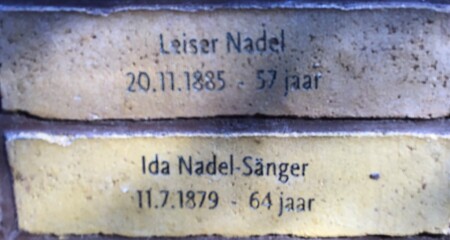 Leiser Nadel
20.11.1885 - 57 jaar
Ida Nadel-Sänger
11.7.1879 - 64 jaar